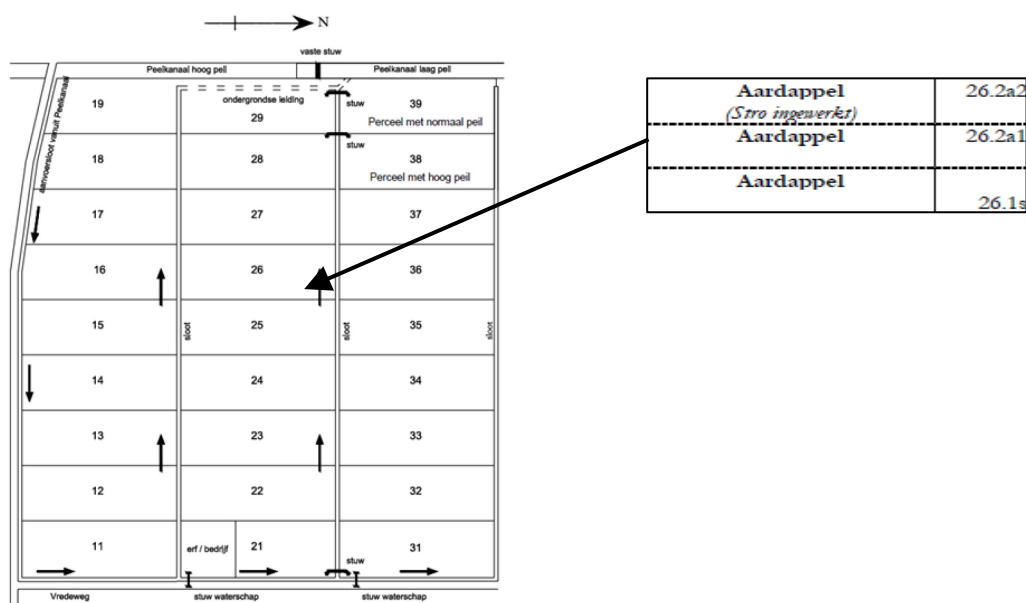 N
vaste stuw
Peelkanaal hoog peil
Peelkanaal laag peil
aanvoersloot vanuit Peelkanaal
ondergrondse leiding
stuw
19
29
39
Perceel met normaal peil
stuw
18
28
38
Perceel met hoog peil
17
27
37
16
26
36
15
sloot
25
sloot
35
sloot
14
24
34
13
23
33
12
22
32
11
erf / bedrijf
21
stuw
31
Vredeweg
stuw waterschap
stuw waterschap
Aardappel 26.2a2
(Stro ingewerkt)
Aardappel 26.2a1
Aardappel
26.1s